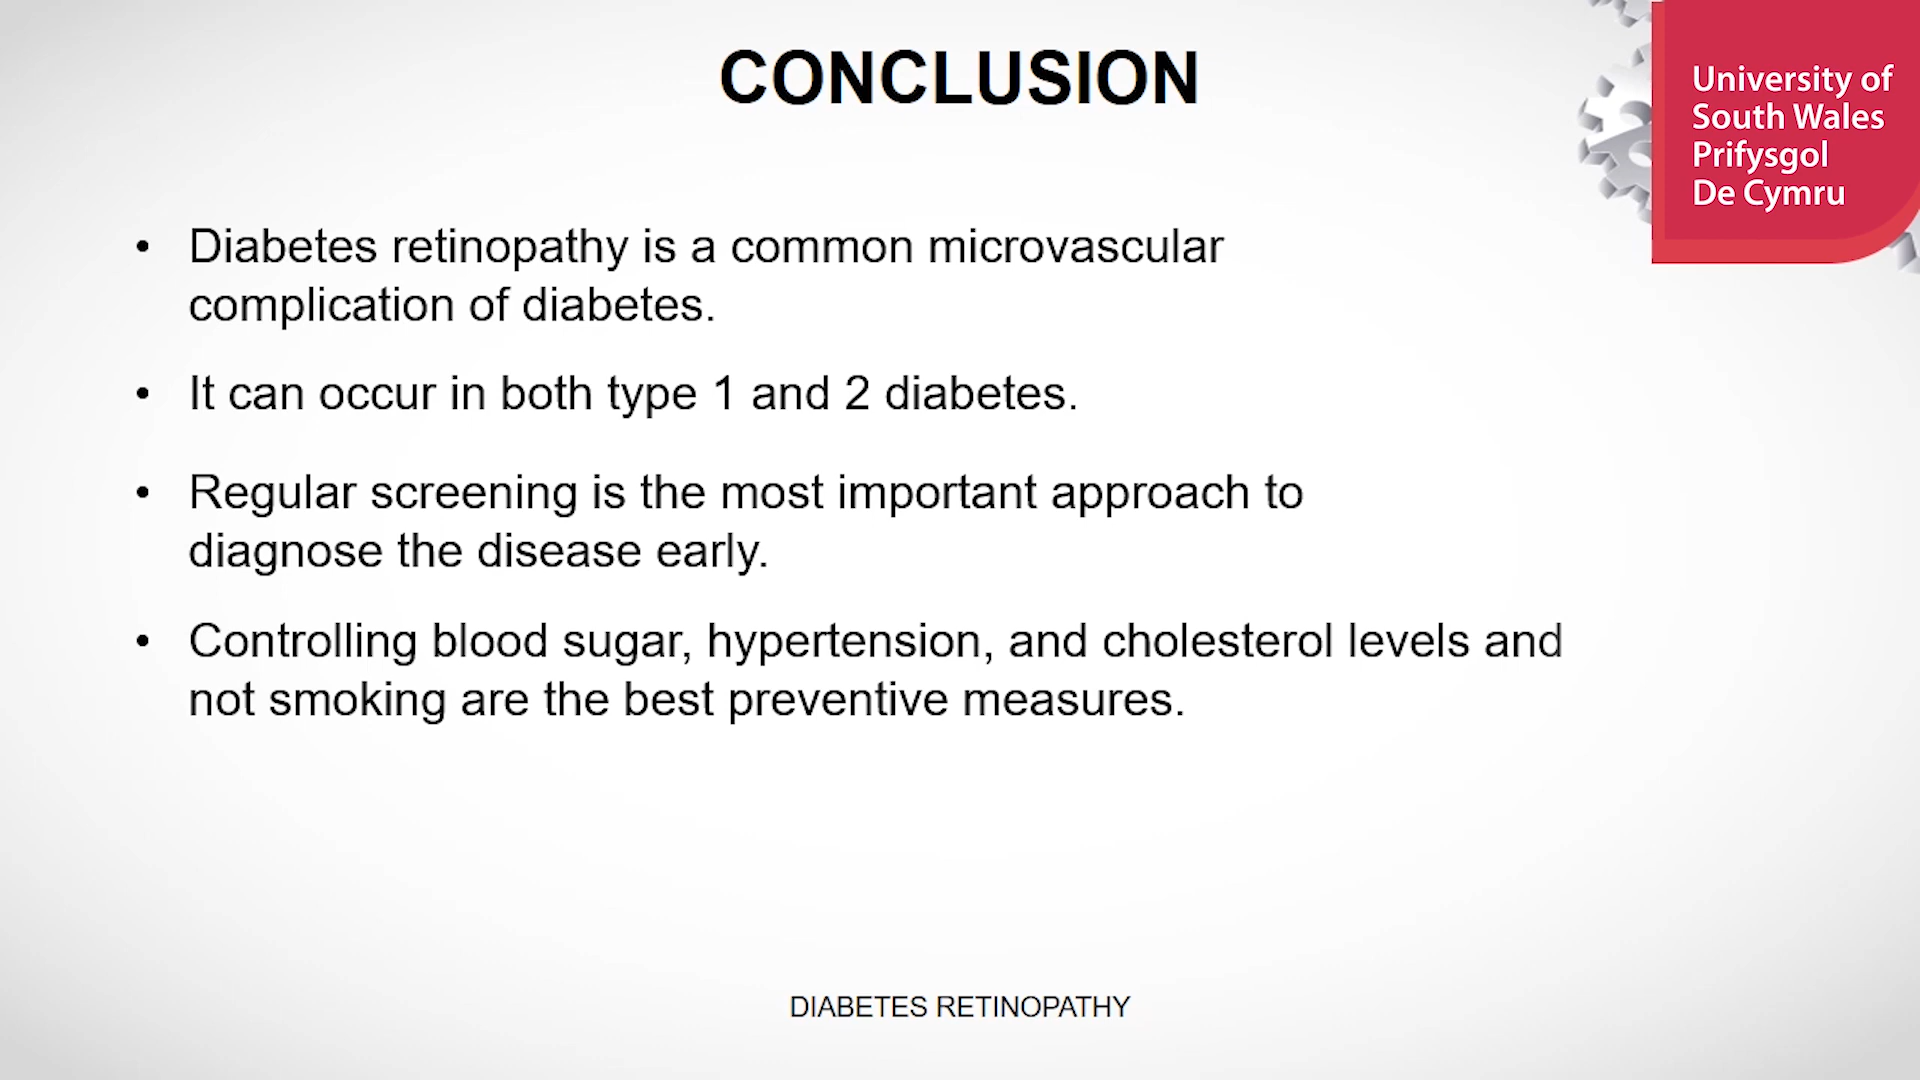 CONCLUSION
University of
South Wales
Prifysgol
De Cymru
• Diabetes retinopathy is a common microvascular
complication of diabetes.
• It can occur in both type 1 and 2 diabetes.
• Regular screening is the most important approach to
diagnose the disease early.
• Controlling blood sugar, hypertension, and cholesterol levels and
not smoking are the best preventive measures.
DIABETES RETINOPATHY